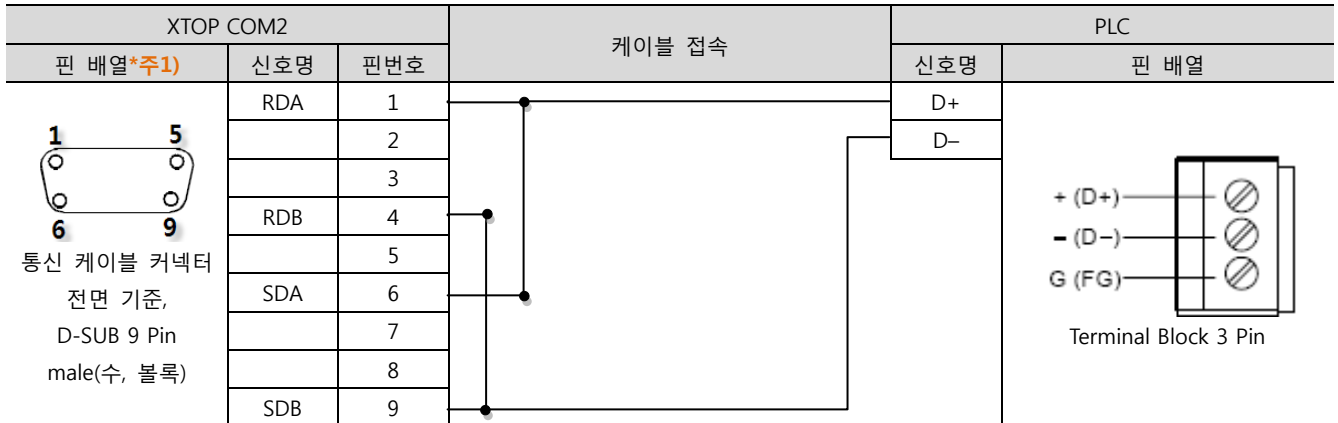 XTOP COM2 케이블 접속 PLC
핀 배열*주1) 신호명 핀번호 신호명 핀 배열
RDA 1 D+
2 D–
3
RDB 4
5
SDA 6
7
8
SDB 9
1 5
6 9
통신 케이블 커넥터
전면 기준,
D-SUB 9 Pin
male(수, 볼록)
+ (D+)
– (D–)
G (FG)
Terminal Block 3 Pin